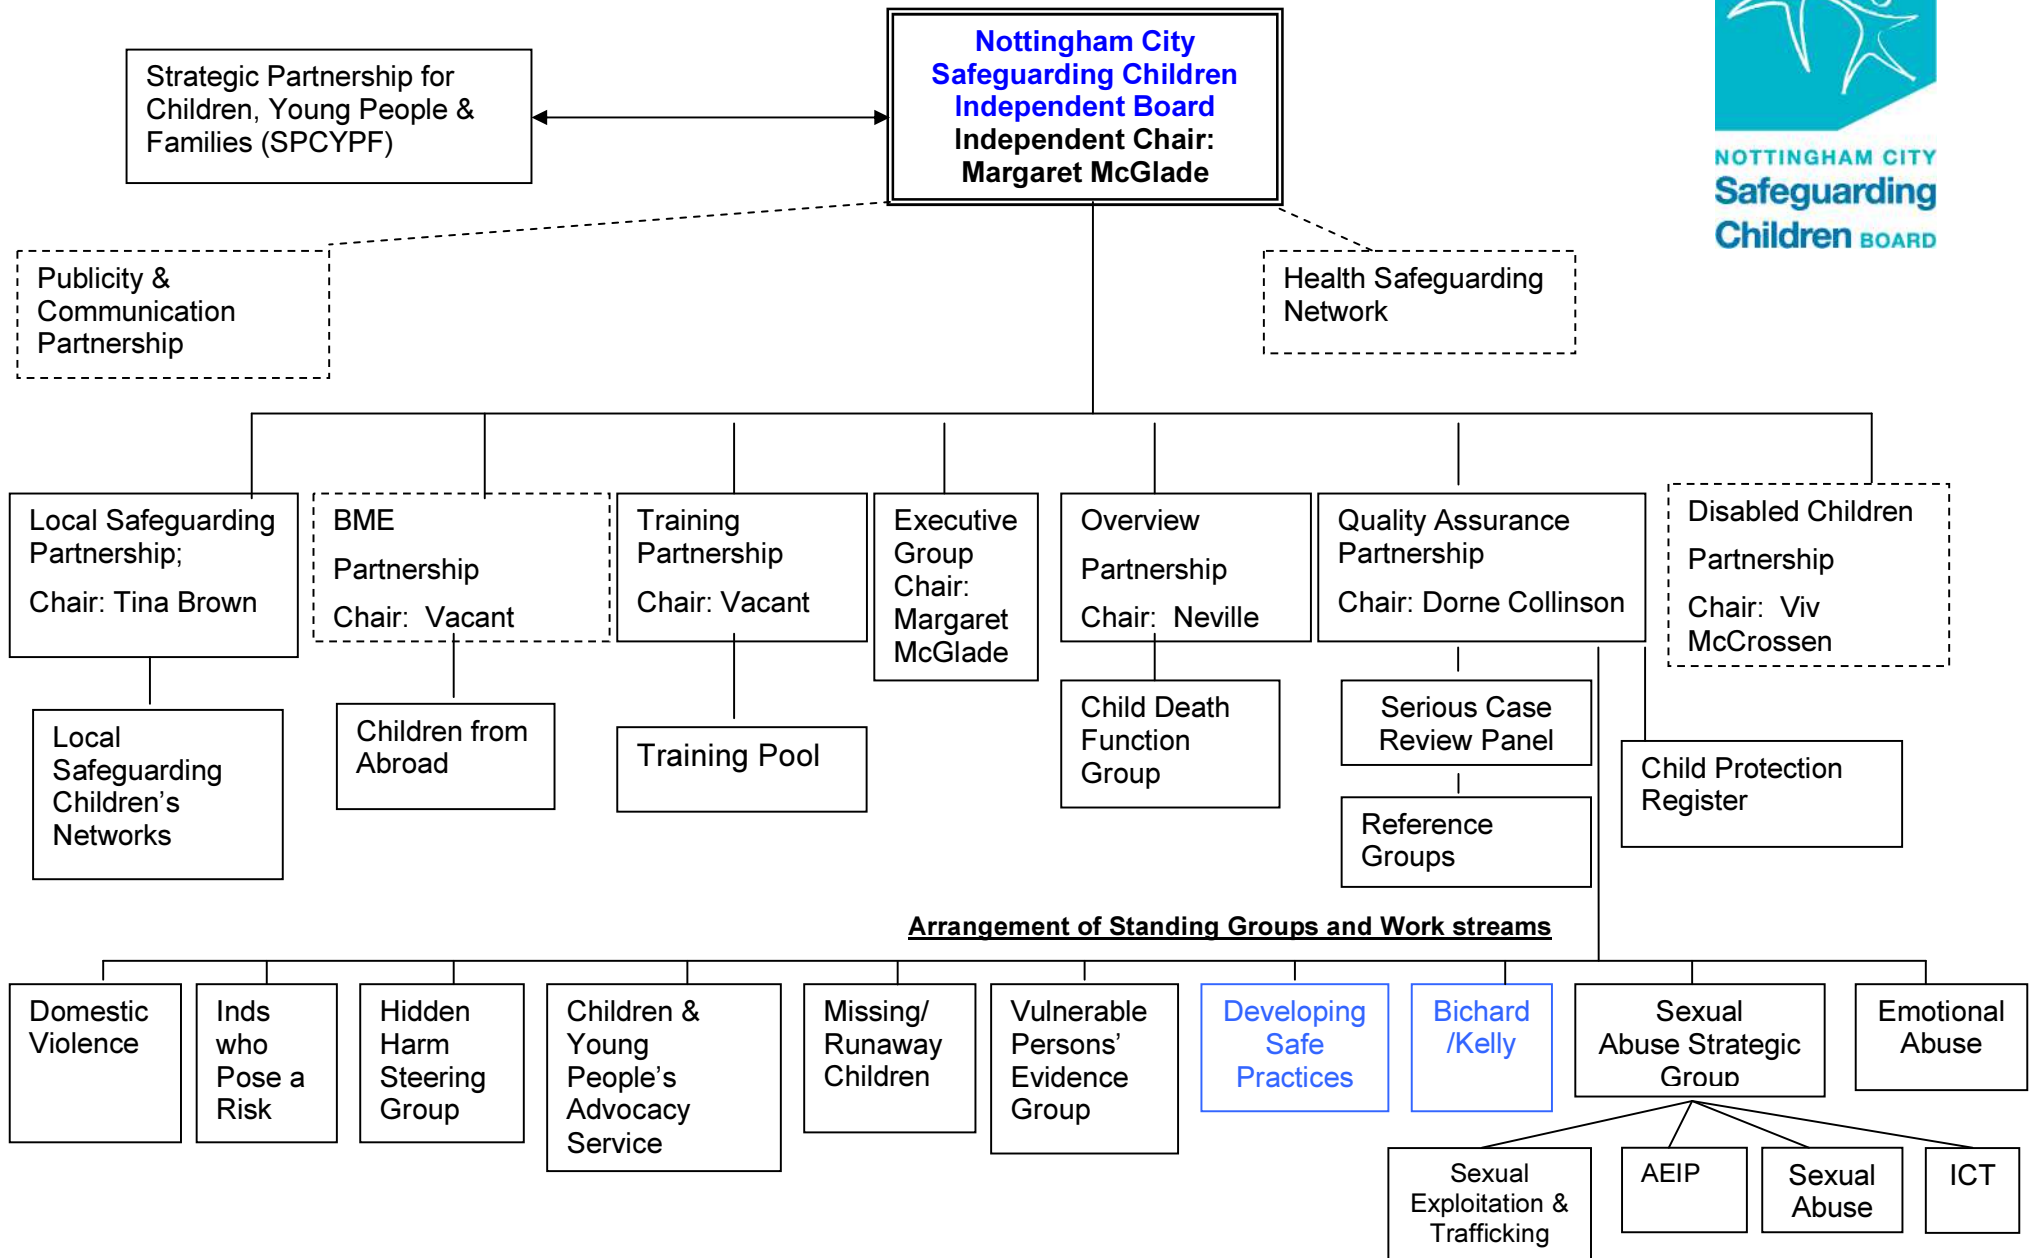 Nottingham City
Safeguarding Children
Independent Board
Independent Chair:
Margaret McGlade
Strategic Partnership for
Children, Young People &
Families (SPCYPF)
NOTTINGHAM CITY
Safeguarding
Children BOARD
Publicity &
Communication
Partnership
Health Safeguarding
Network
Local Safeguarding
Partnership;
Chair: Tina Brown
BME
Partnership
Chair: Vacant
Training
Partnership
Chair: Vacant
Executive
Group
Chair:
Margaret
McGlade
Overview
Partnership
Chair: Neville
Quality Assurance
Partnership
Chair: Dorne Collinson
Disabled Children
Partnership
Chair: Viv
McCrossen
Local
Safeguarding
Children’s
Networks
Children from
Abroad
Training Pool
Child Death
Function
Group
Serious Case
Review Panel
Child Protection
Register
Reference
Groups
Arrangement of Standing Groups and Work streams
Domestic
Violence
Inds
who
Pose a
Risk
Hidden
Harm
Steering
Group
Children &
Young
People’s
Advocacy
Service
Missing/
Runaway
Children
Vulnerable
Persons’
Evidence
Group
Developing
Safe
Practices
Bichard
/Kelly
Sexual
Abuse Strategic
Group
Emotional
Abuse
Sexual
Exploitation &
Trafficking
AEIP
Sexual
Abuse
ICT